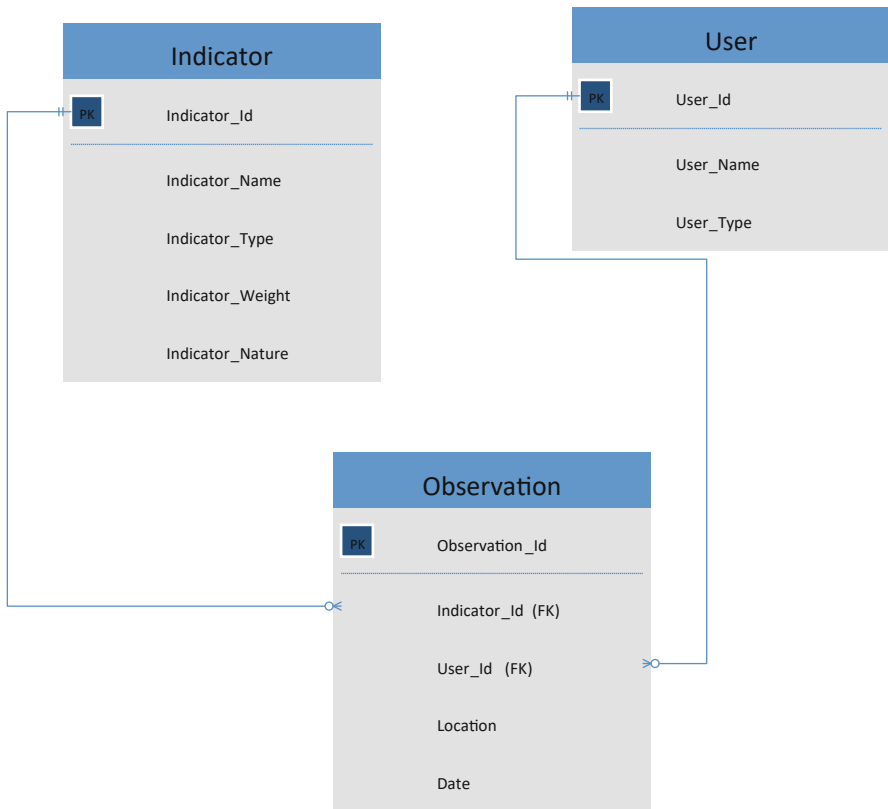 Indicator
PK Indicator_Id
Indicator_Name
Indicator_Type
Indicator_Weight
Indicator_Nature
User
PK User_Id
User_Name
User_Type
Observation
PK Observation_Id
Indicator_Id (FK)
User_Id (FK)
Location
Date